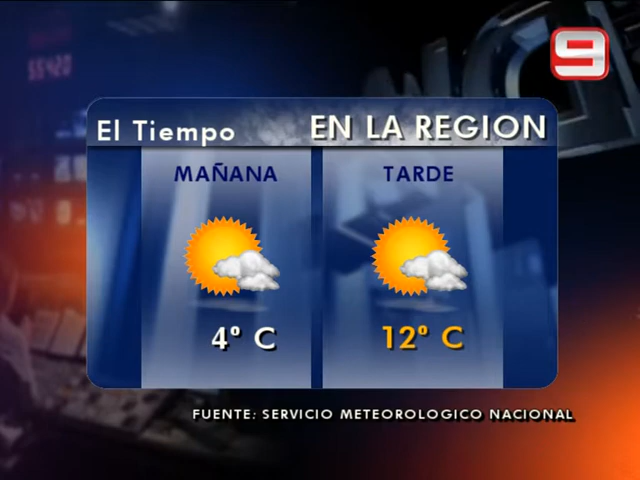 9
El Tiempo
EN LA REGION
MAÑANA
TARDE
4º C
12º C
FUENTE: SERVICIO METEOROLOGICO NACIONAL